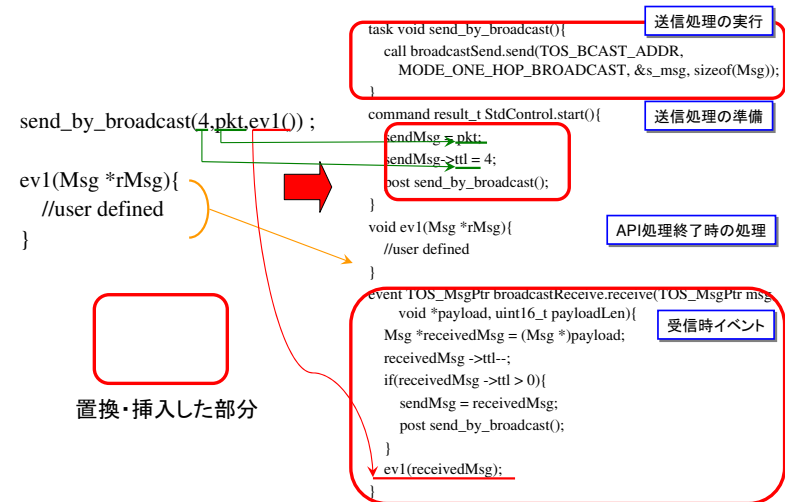 send_by_broadcast(4,pkt,ev1()) ;
ev1(Msg *rMsg){
//user defined
}
置換・挿入した部分
送信処理の実行
task void send_by_broadcast(){
call broadcastSend.send(TOS_BCAST_ADDR,
MODE_ONE_HOP_BROADCAST, &s_msg, sizeof(Msg));
}
送信処理の準備
command result_t StdControl.start(){
sendMsg = pkt;
sendMsg->ttl = 4;
post send_by_broadcast();
}
API処理終了時の処理
void ev1(Msg *rMsg){
//user defined
}
event TOS_MsgPtr broadcastReceive.receive(TOS_MsgPtr msg,
void *payload, uint16_t payloadLen){
受信時イベント
Msg *receivedMsg = (Msg *)payload;
receivedMsg ->ttl--;
if(receivedMsg ->ttl > 0){
sendMsg = receivedMsg;
post send_by_broadcast();
}
ev1(receivedMsg);
}